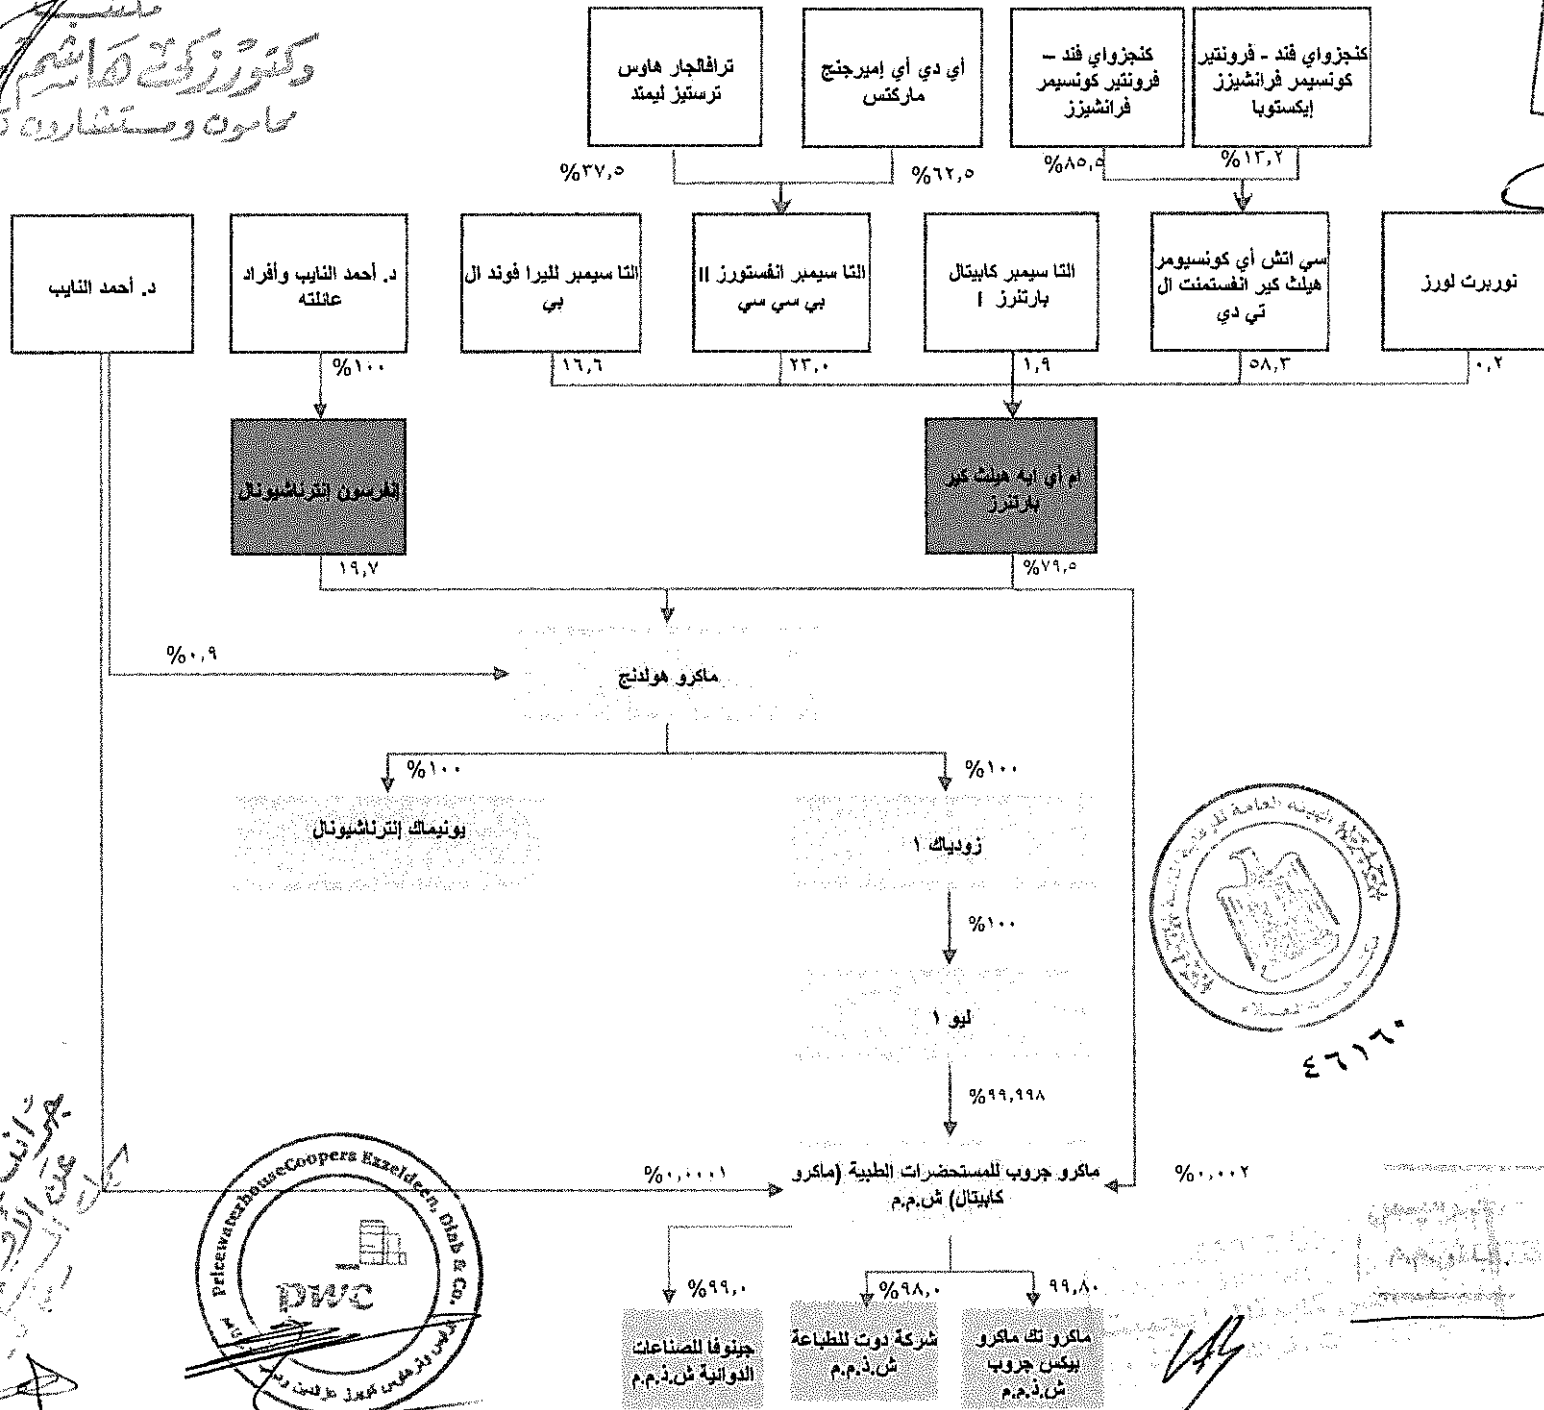 دكتور زكي هاشم
محامون ومستشارون
ترافالجار هاوس
ترستيز ليمتد
أي دي أي إميرجنج
ماركتس
كنجزواي فند –
فرونتير كونسيمر
فرانشيزز
كنجزواي فند - فرونتير
كونسيمر فرانشيزز
إيكستوبا
%٣٧,٥
%٦٢,٥
%٨٥,٥
%١٣,٢
د. أحمد النايب
د. أحمد النايب وأفراد
عائلته
التا سيمبر لليرا فوند ال
بي
التا سيمبر انفستورز II
بي سي سي
التا سيمبر كابيتال
بارتنرز I
سي اتش أي كونسيومر
هيلث كير انفستمنت ال
تي دي
نوربرت لورز
%١٠٠
١٦,٦
٢٣,٠
١,٩
٥٨,٣
٠,٢
إنفرسون إنترناشيونال
ام أي ايه هيلث كير
بارتنرز
١٩,٧
%٧٩,٥
%٠,٩
ماكرو هولدنج
%١٠٠
%١٠٠
يونيماك إنترناشيونال
زودياك ١
%١٠٠
ليو ١
٤٦١٦٠
%٩٩,٩٩٨
ماكرو جروب للمستحضرات الطبية (ماكرو
كابيتال) ش.م.م
%٠,٠٠٠١
%٠,٠٠٢
PricewaterhouseCoopers Ezzeldeen, Diab & Co.
pwc
%٩٩,٠
%٩٨,٠
٩٩,٨٠
جينوفا للصناعات
الدوائية ش.ذ.م.م
شركة دوت للطباعة
ش.ذ.م.م
ماكرو تك ماكرو
بيكس جروب
ش.ذ.م.م